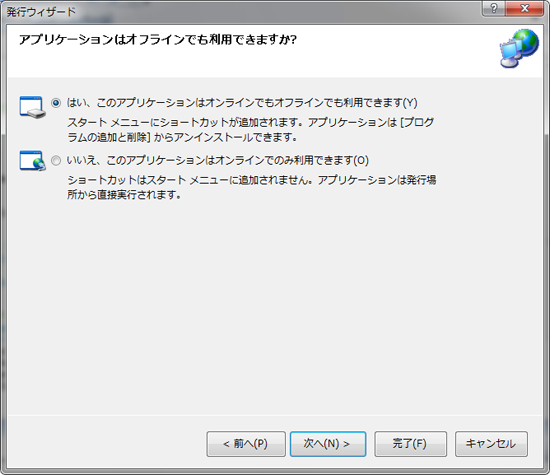 発行ウィザード
アプリケーションはオフラインでも利用できますか?
はい、このアプリケーションはオンラインでもオフラインでも利用できます(Y)
スタート メニューにショートカットが追加されます。アプリケーションは [プログ
ラムの追加と削除] からアンインストールできます。
いいえ、このアプリケーションはオンラインでのみ利用できます(O)
ショートカットはスタート メニューに追加されません。アプリケーションは発行場
所から直接実行されます。
< 前へ(P)
次へ(N) >
完了(F)
キャンセル